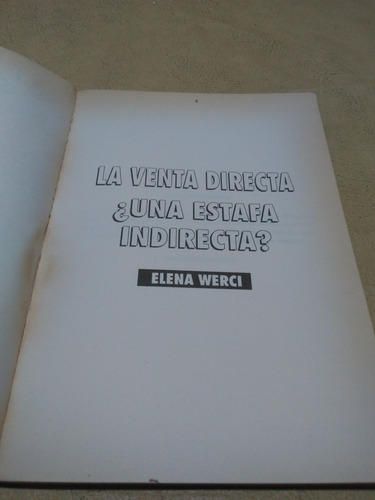 LA VENTA DIRECTA
¿UNA ESTAFA
INDIRECTA?
ELENA WERCI